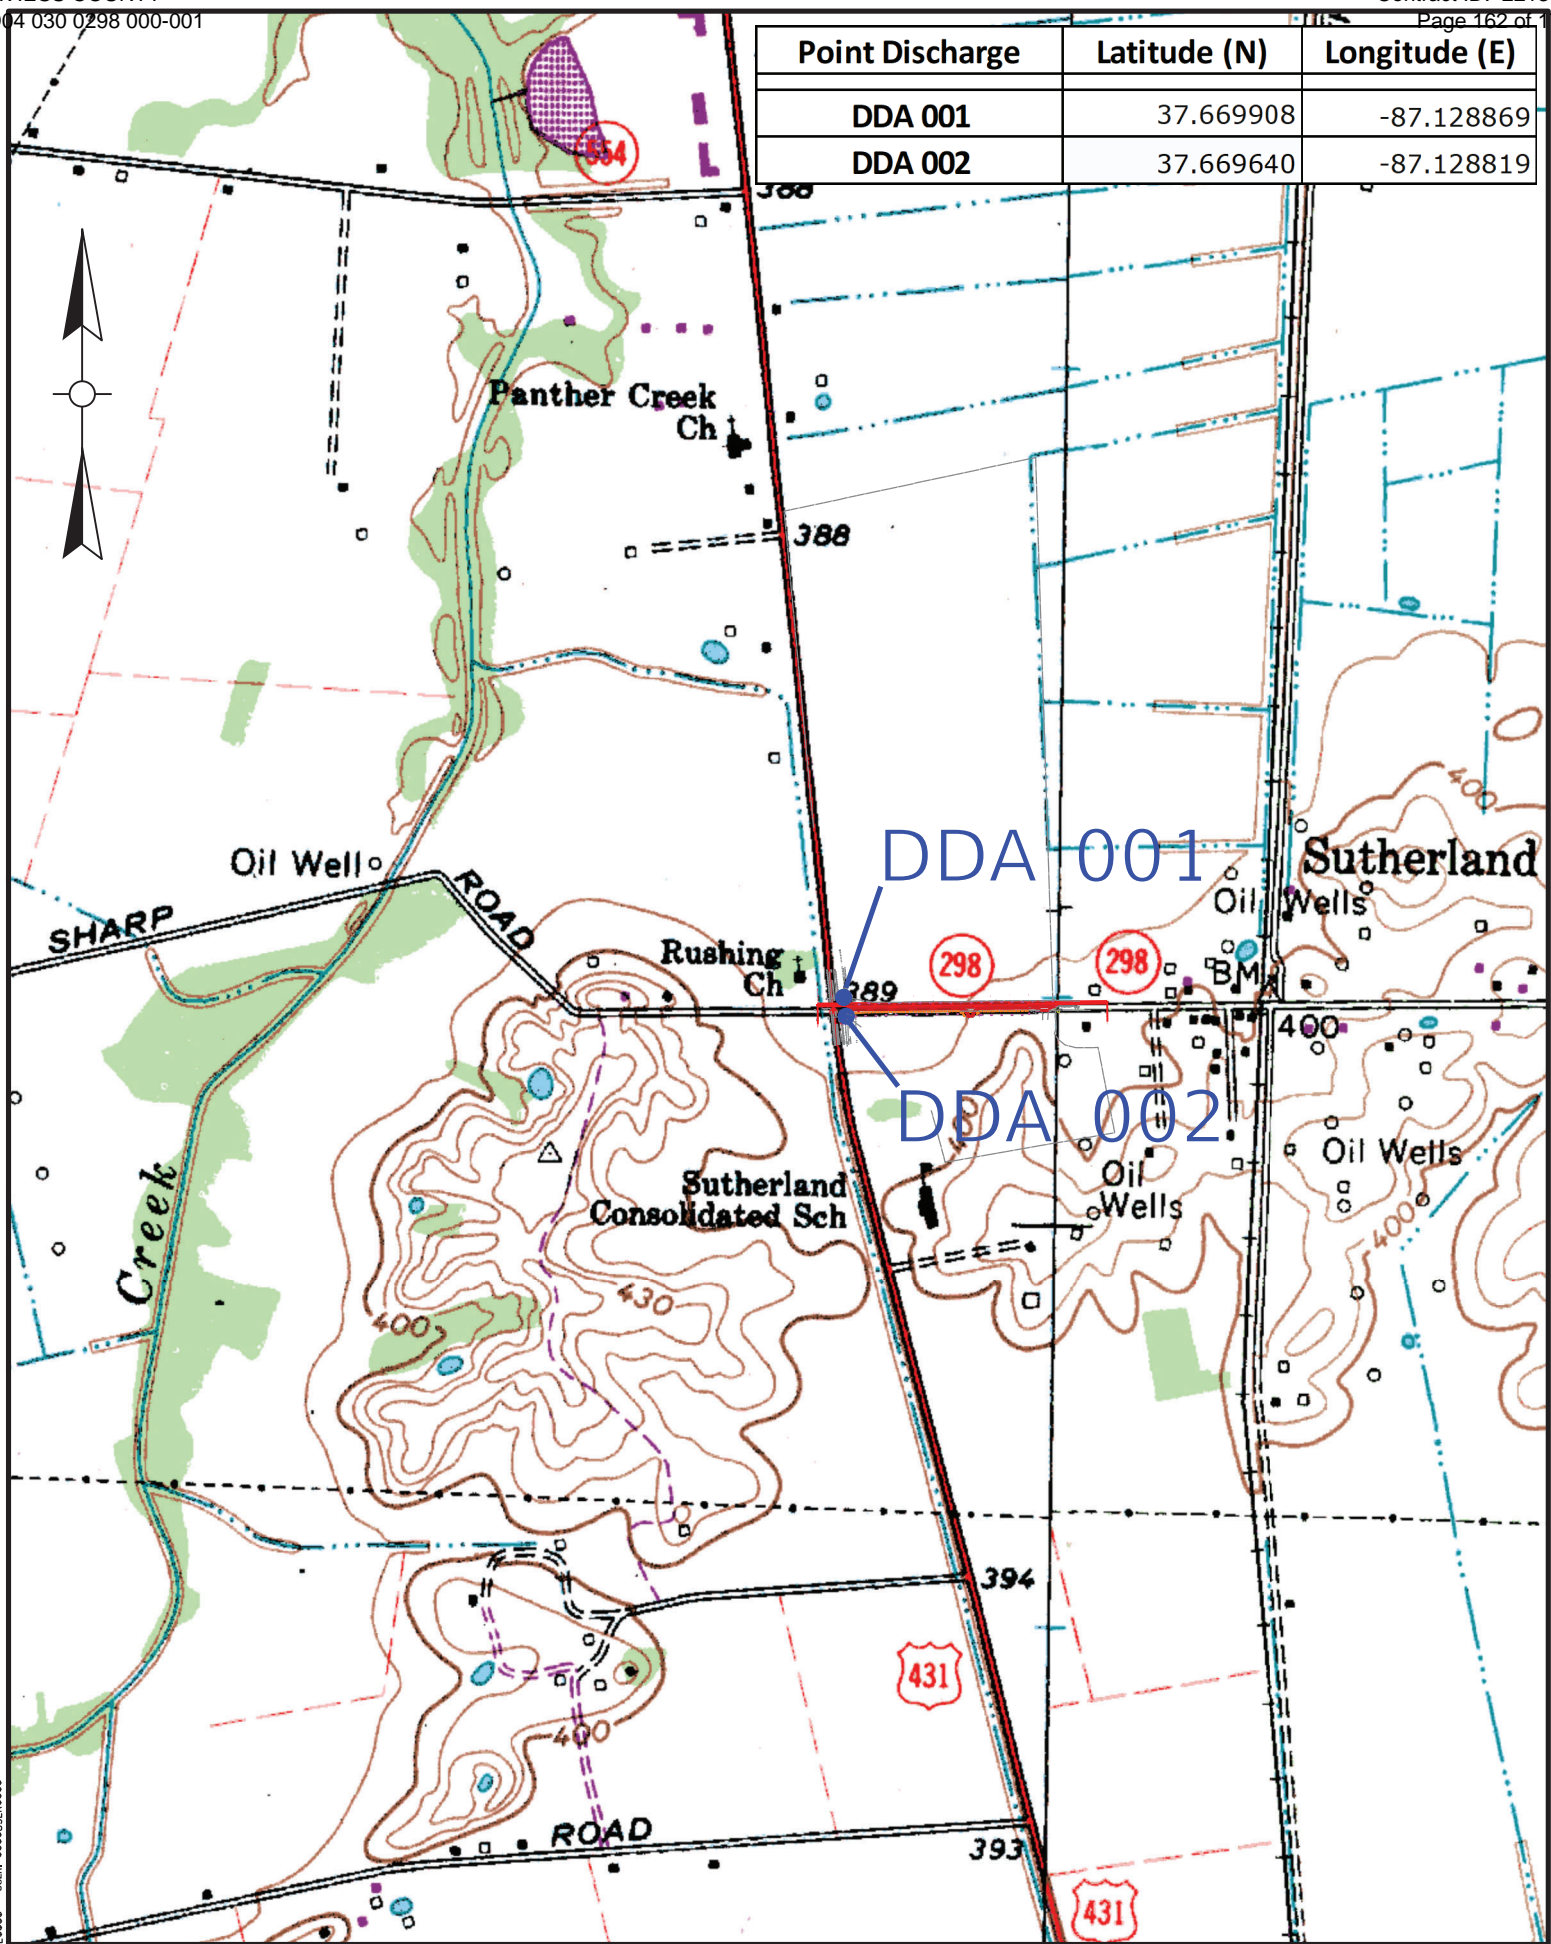 04 030 0298 000-001
Page 162 of 1
Point Discharge Latitude (N) Longitude (E)
DDA 001 37.669908 -87.128869
DDA 002 37.669640 -87.128819
554
388
Panther Creek
Ch
388
400
DDA 001
Oil Well
Sutherland
SHARP
ROAD
Oil Wells
Rushing
Ch
298
298
BM
389
400
DDA 002
400
Creek
Oil Wells
Oil
Wells
Sutherland
Consolidated Sch
400
430
400
394
431
400
ROAD
393
431